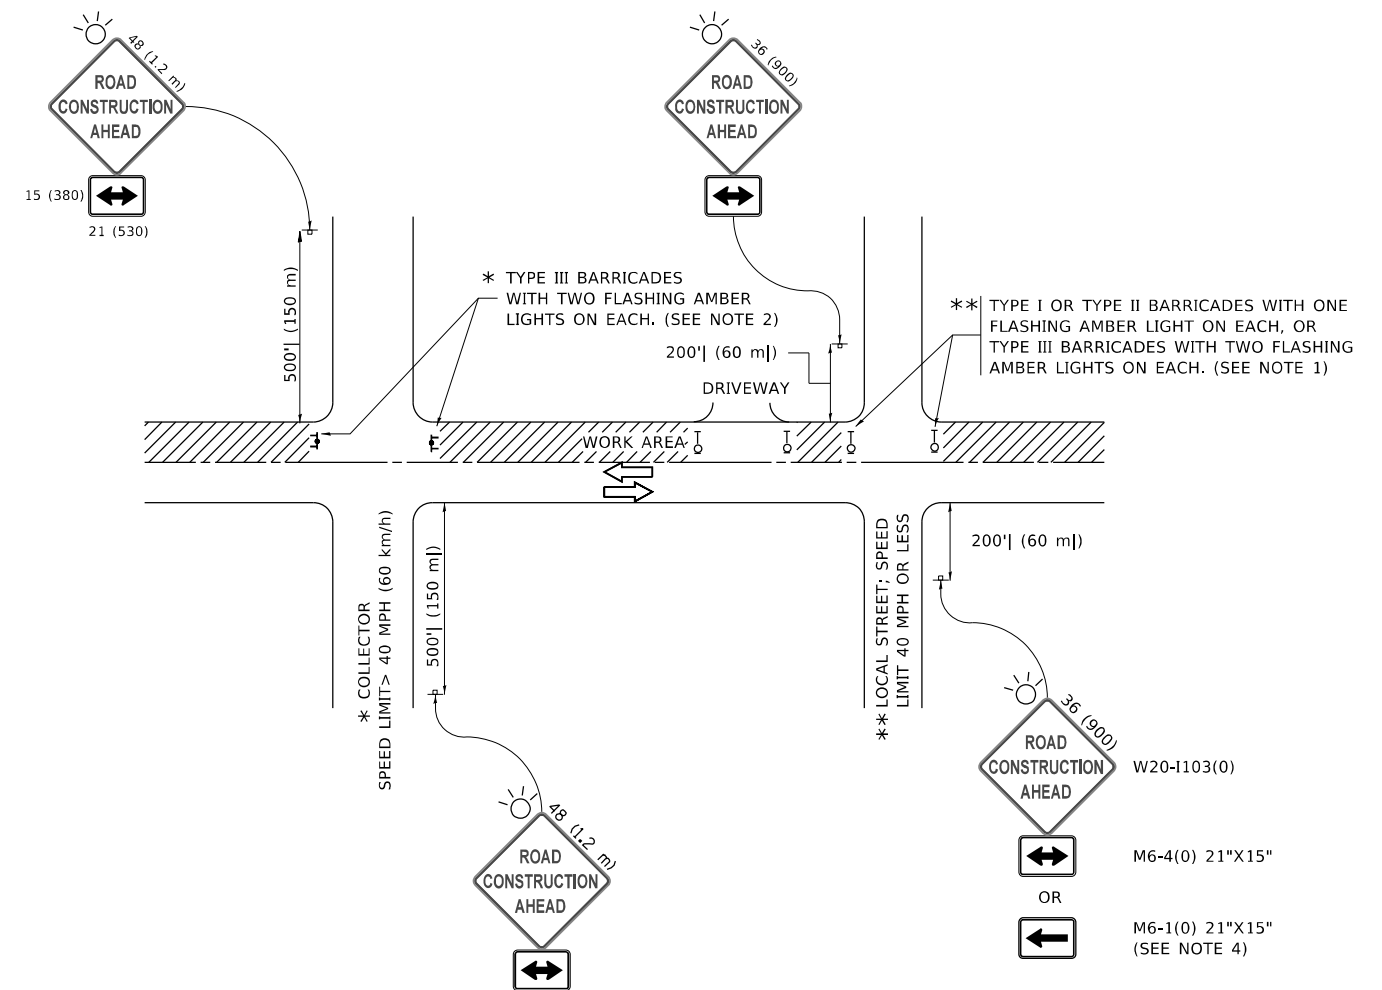 48 (1.2 m)
ROAD
CONSTRUCTION
AHEAD
15 (380)
21 (530)
36 (900)
ROAD
CONSTRUCTION
AHEAD
500'| (150 m)
* TYPE III BARRICADES
WITH TWO FLASHING AMBER
LIGHTS ON EACH. (SEE NOTE 2)
200'| (60 m|)
DRIVEWAY
** TYPE I OR TYPE II BARRICADES WITH ONE
FLASHING AMBER LIGHT ON EACH, OR
TYPE III BARRICADES WITH TWO FLASHING
AMBER LIGHTS ON EACH. (SEE NOTE 1)
WORK AREA
* COLLECTOR
SPEED LIMIT> 40 MPH (60 km/h)
500'| (150 m|)
** LOCAL STREET; SPEED
LIMIT 40 MPH OR LESS
200'| (60 m|)
36 (900)
ROAD
CONSTRUCTION
AHEAD
W20-I103(0)
M6-4(0) 21"X15"
OR
M6-1(0) 21"X15"
(SEE NOTE 4)
48 (1.2 m)
ROAD
CONSTRUCTION
AHEAD